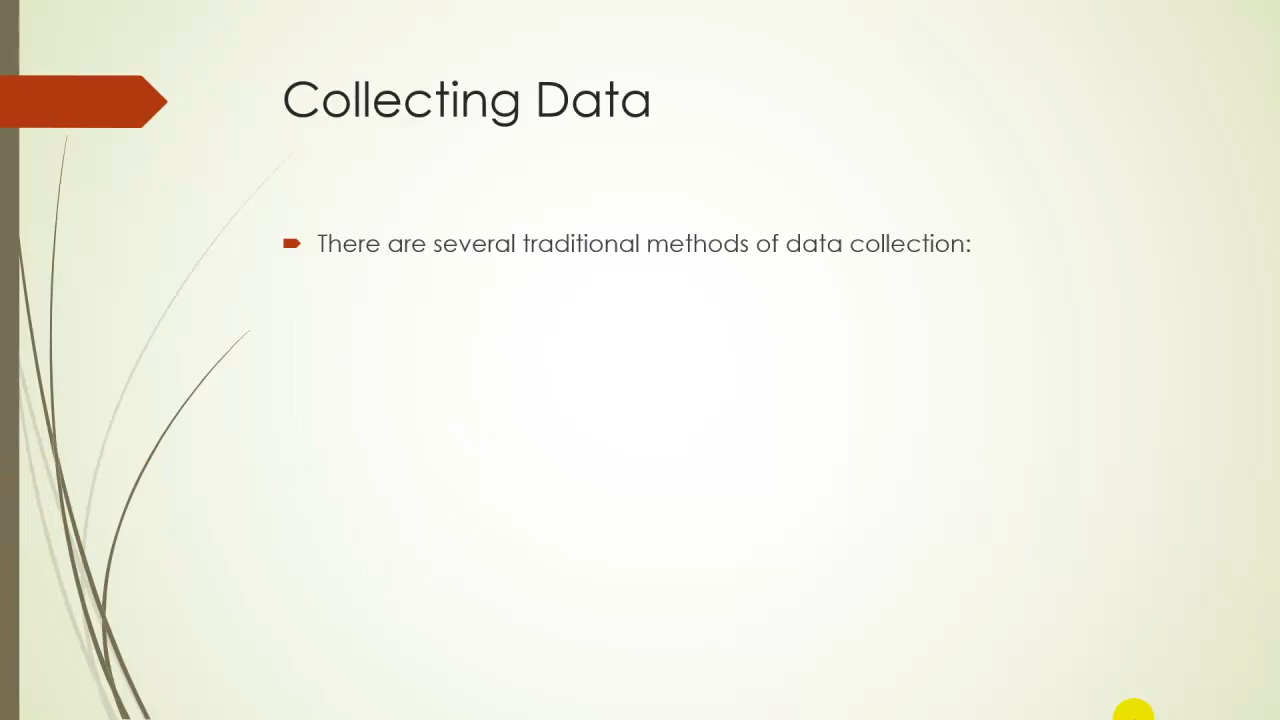 Collecting Data
There are several traditional methods of data collection: